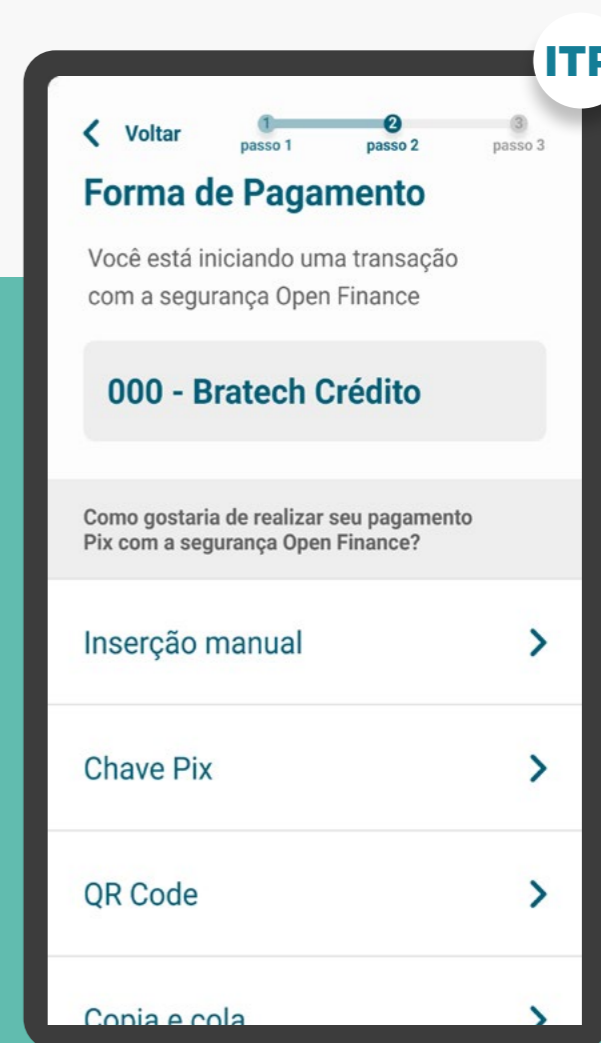 ITP
Voltar
1 2 3
passo 1 passo 2 passo 3
Forma de Pagamento
Você está iniciando uma transação
com a segurança Open Finance
000 - Bratech Crédito
Como gostaria de realizar seu pagamento
Pix com a segurança Open Finance?
Inserção manual
Chave Pix
QR Code
Copia e cola